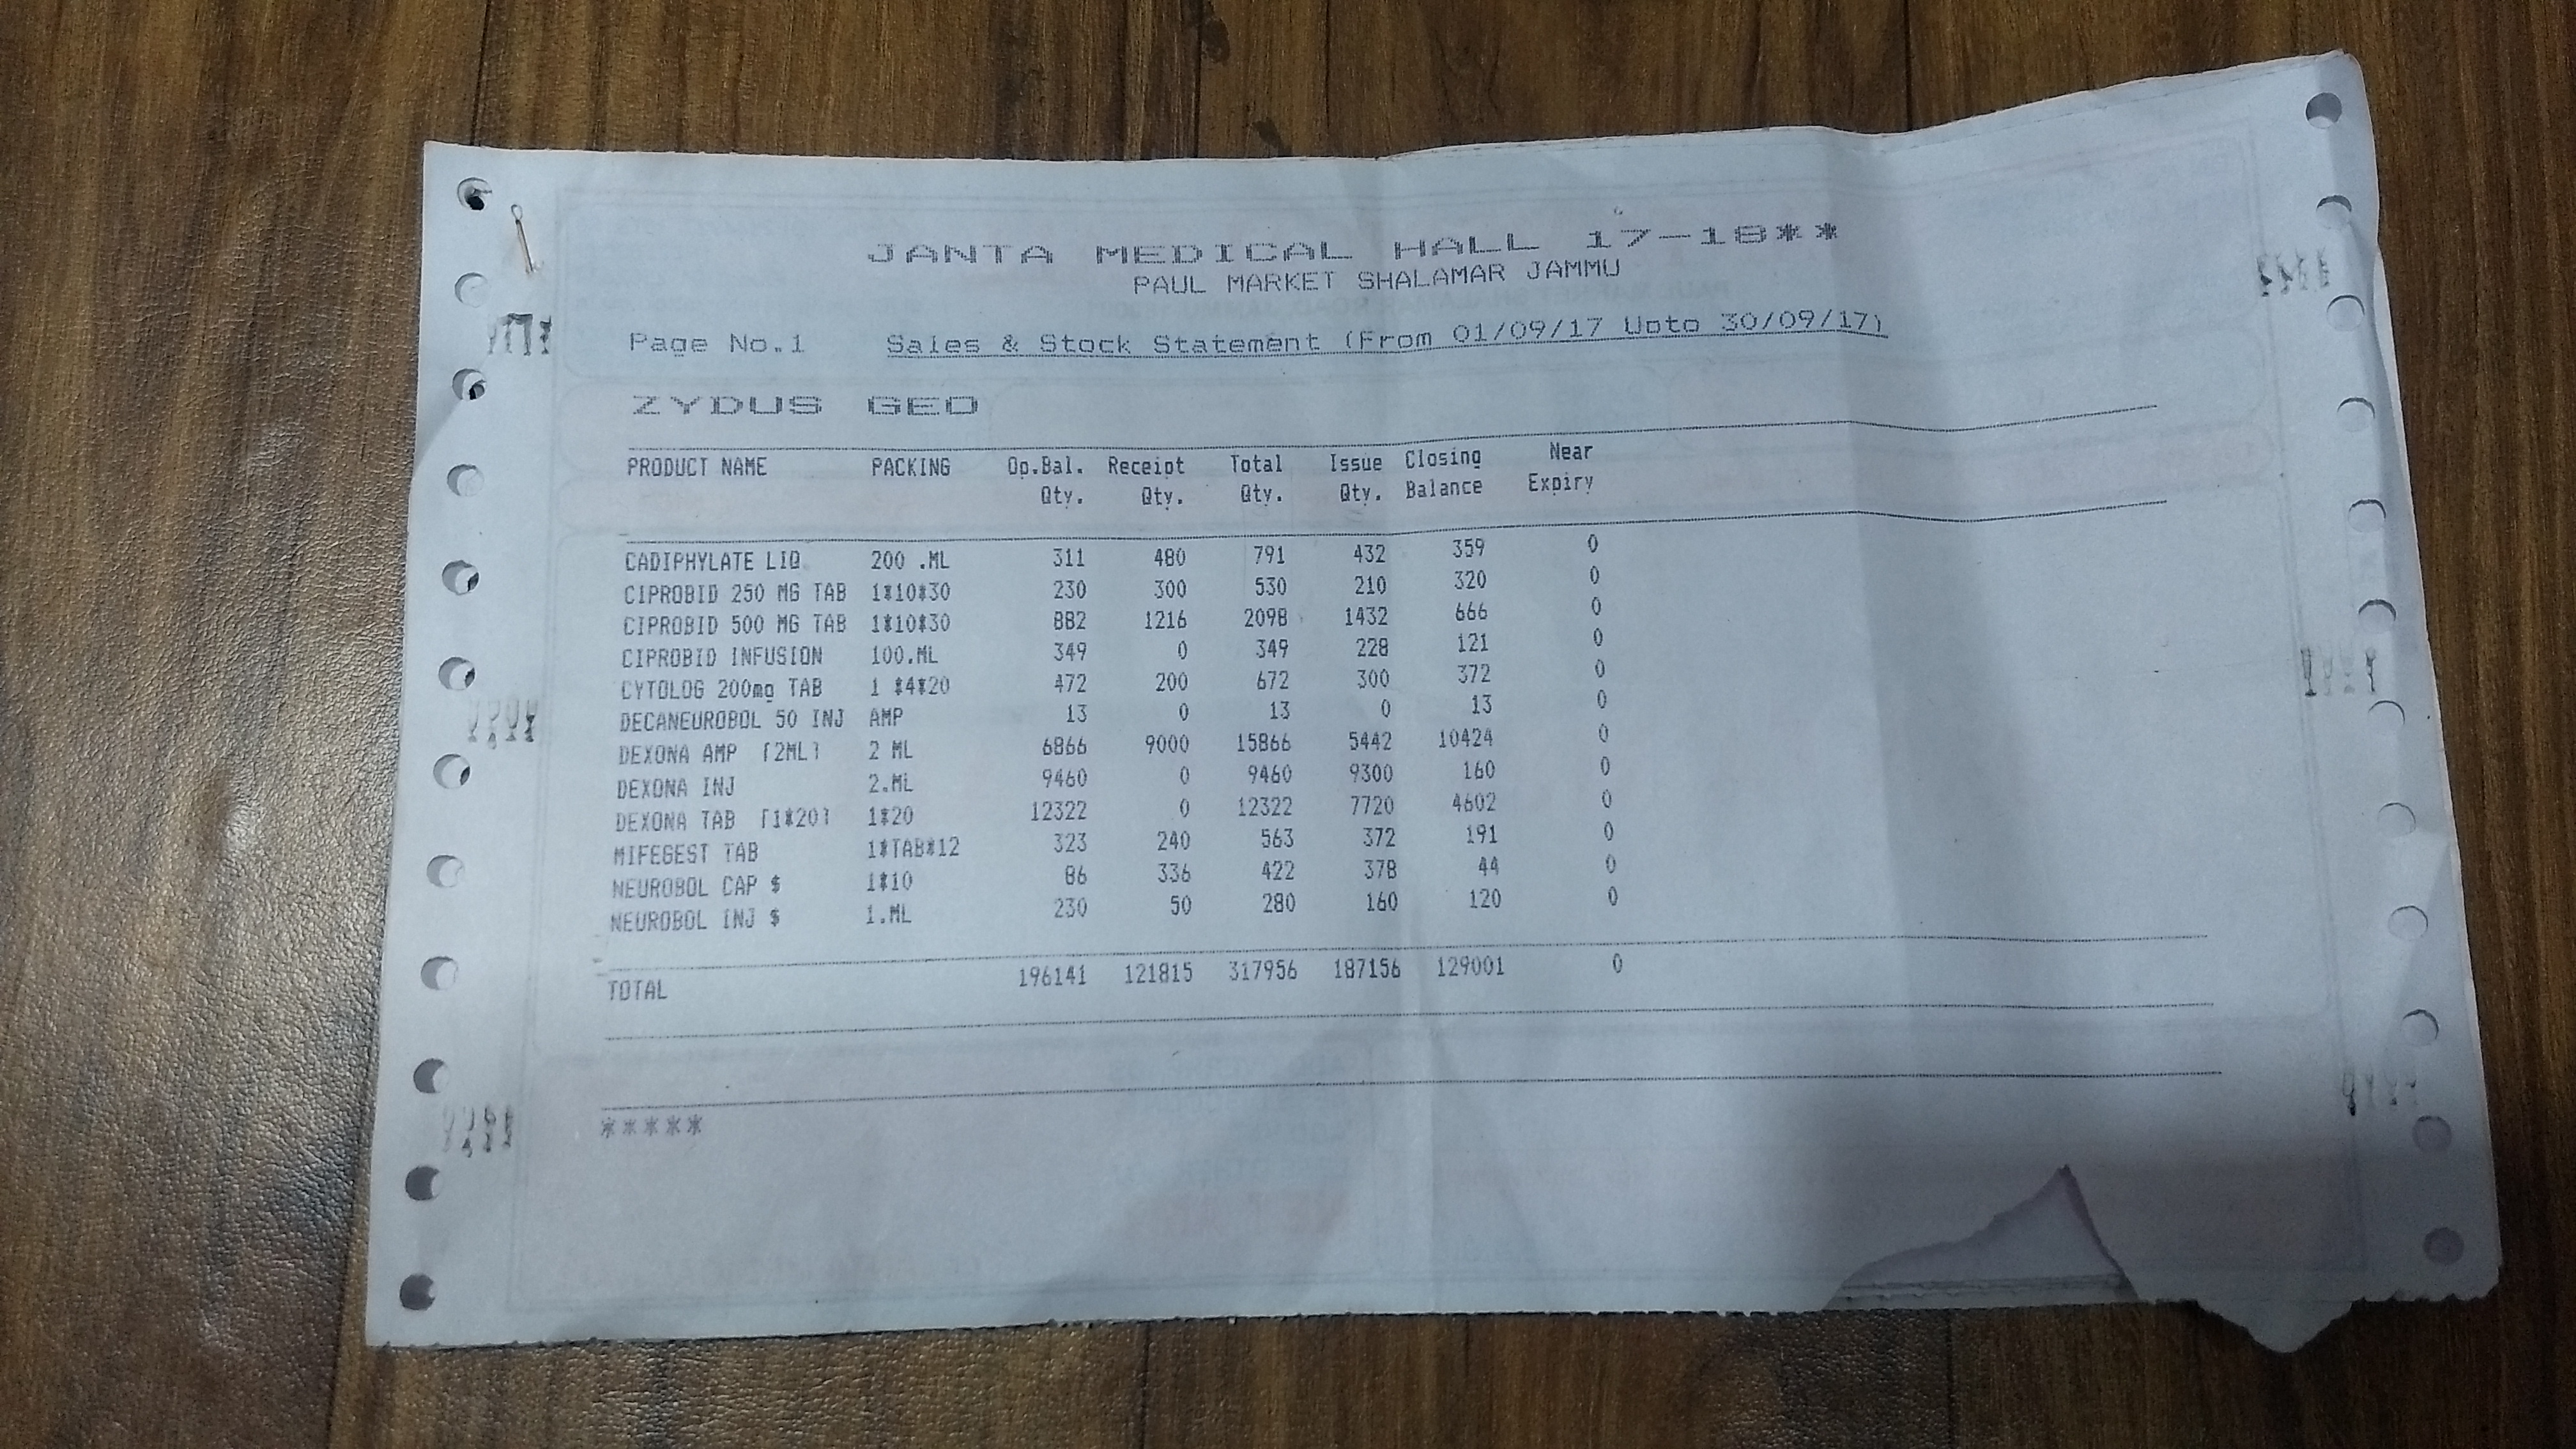 JANTA MEDICAL HALL 17-18**
PAUL MARKET SHALAMAR JAMMU
Page No.1 Sales & Stock Statement (From 01/09/17 Upto 30/09/17)
ZYDUS GEO
PRODUCT NAME PACKING Op.Bal. Receipt Total Issue Closing Near
Qty. Qty. Qty. Qty. Balance Expiry
CADIPHYLATE LIQ 200 .ML 311 480 791 432 359 0
CIPROBID 250 MG TAB 1*10*30 230 300 530 210 320 0
CIPROBID 500 MG TAB 1*10*30 882 1216 2098 1432 666 0
CIPROBID INFUSION 100.ML 349 0 349 228 121 0
CYTOLOG 200mg TAB 1 *4*20 472 200 672 300 372 0
DECANEUROBOL 50 INJ AMP 13 0 13 0 13 0
DEXONA AMP [2ML] 2 ML 6866 9000 15866 5442 10424 0
DEXONA INJ 2.ML 9460 0 9460 9300 160 0
DEXONA TAB [1*20] 1*20 12322 0 12322 7720 4602 0
MIFEGEST TAB 1*TAB*12 323 240 563 372 191 0
NEUROBOL CAP $ 1*10 86 336 422 378 44 0
NEUROBOL INJ $ 1.ML 230 50 280 160 120 0
TOTAL 196141 121815 317956 187156 129001 0
*****